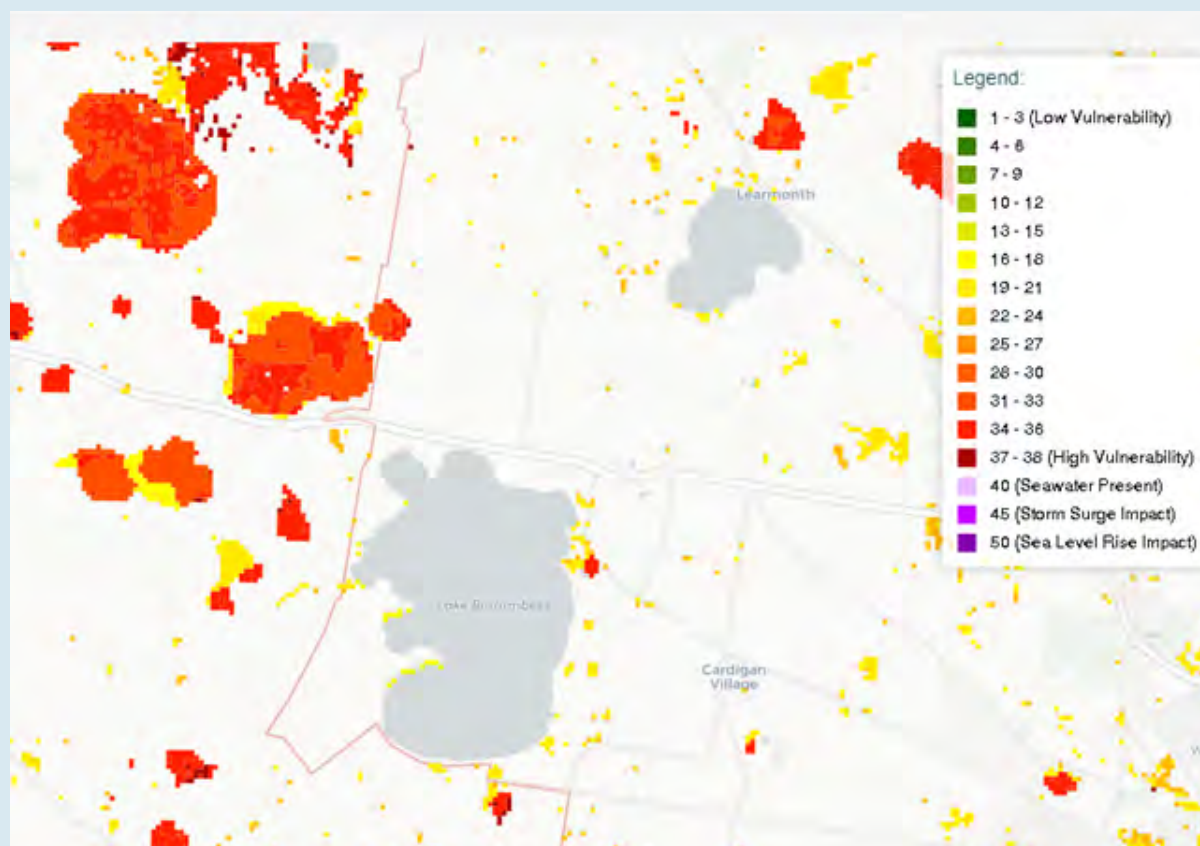 Legend:
1 - 3 (Low Vulnerability)
4 - 6
7 - 9
10 - 12
13 - 15
16 - 18
19 - 21
22 - 24
25 - 27
28 - 30
31 - 33
34 - 36
37 - 38 (High Vulnerability)
40 (Seawater Present)
45 (Storm Surge Impact)
50 (Sea Level Rise Impact)
Learmonth
Lake
Cardigan
Village